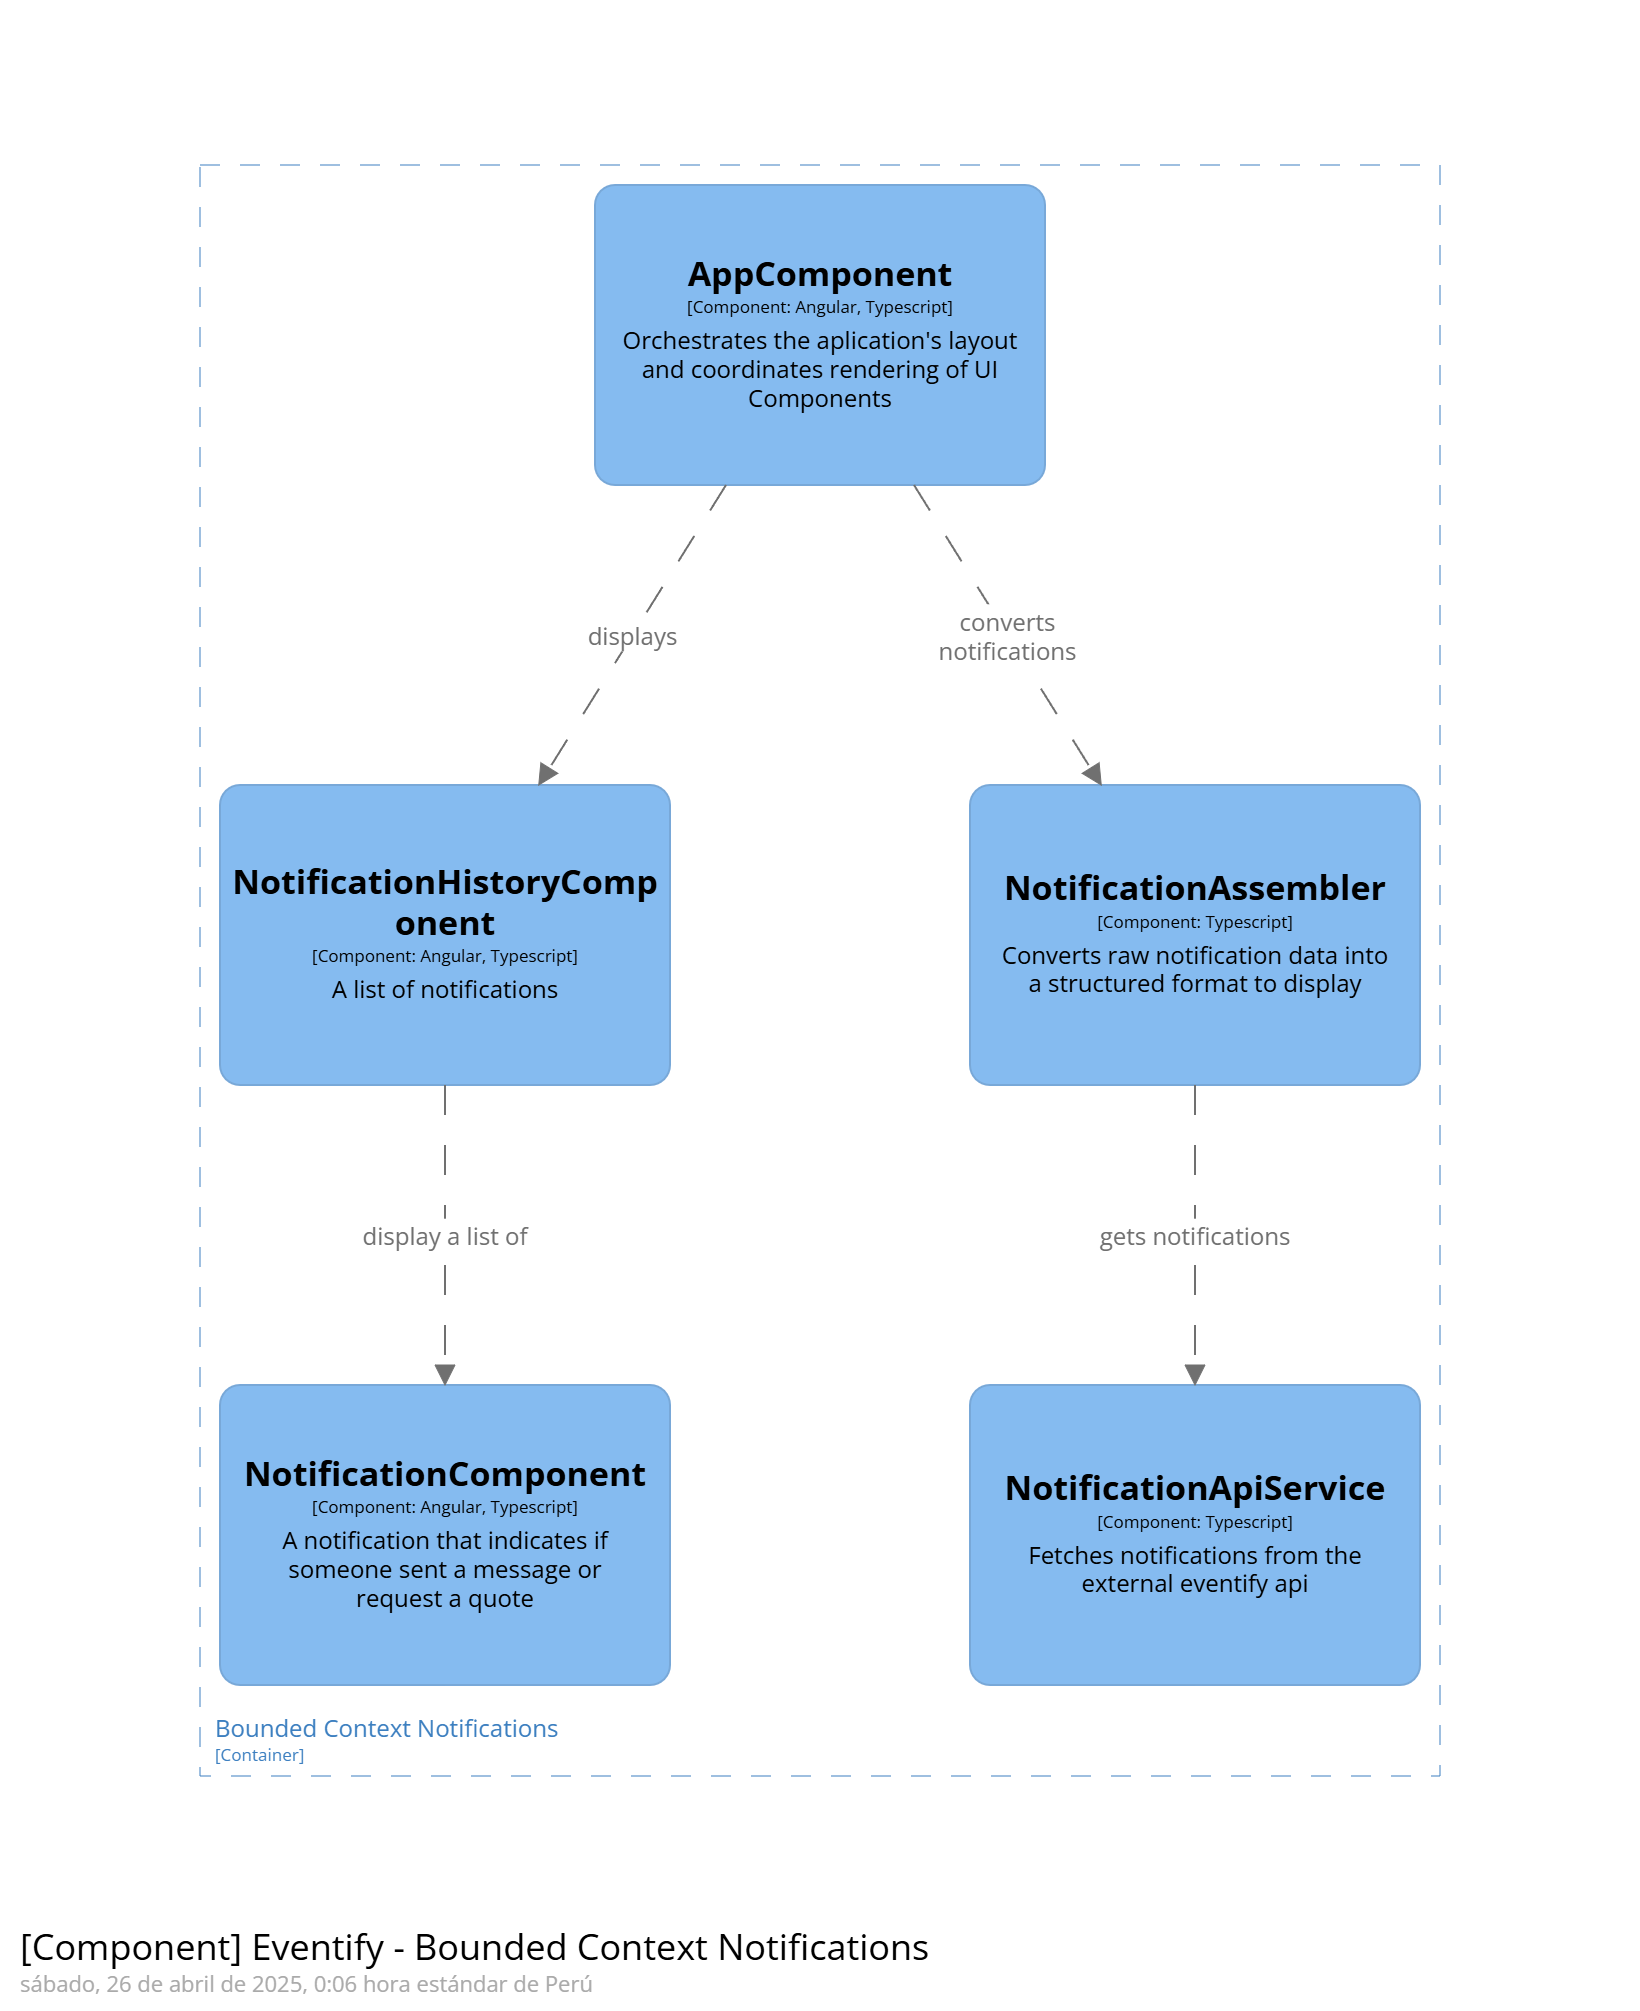 AppComponent
[Component: Angular, Typescript]
Orchestrates the aplication's layout
and coordinates rendering of UI
Components
displays
converts
notifications
NotificationHistoryComp
onent
[Component: Angular, Typescript]
A list of notifications
NotificationAssembler
[Component: Typescript]
Converts raw notification data into
a structured format to display
display a list of
gets notifications
NotificationComponent
[Component: Angular, Typescript]
A notification that indicates if
someone sent a message or
request a quote
NotificationApiService
[Component: Typescript]
Fetches notifications from the
external eventify api
Bounded Context Notifications
[Container]
[Component] Eventify - Bounded Context Notifications
sábado, 26 de abril de 2025, 0:06 hora estándar de Perú